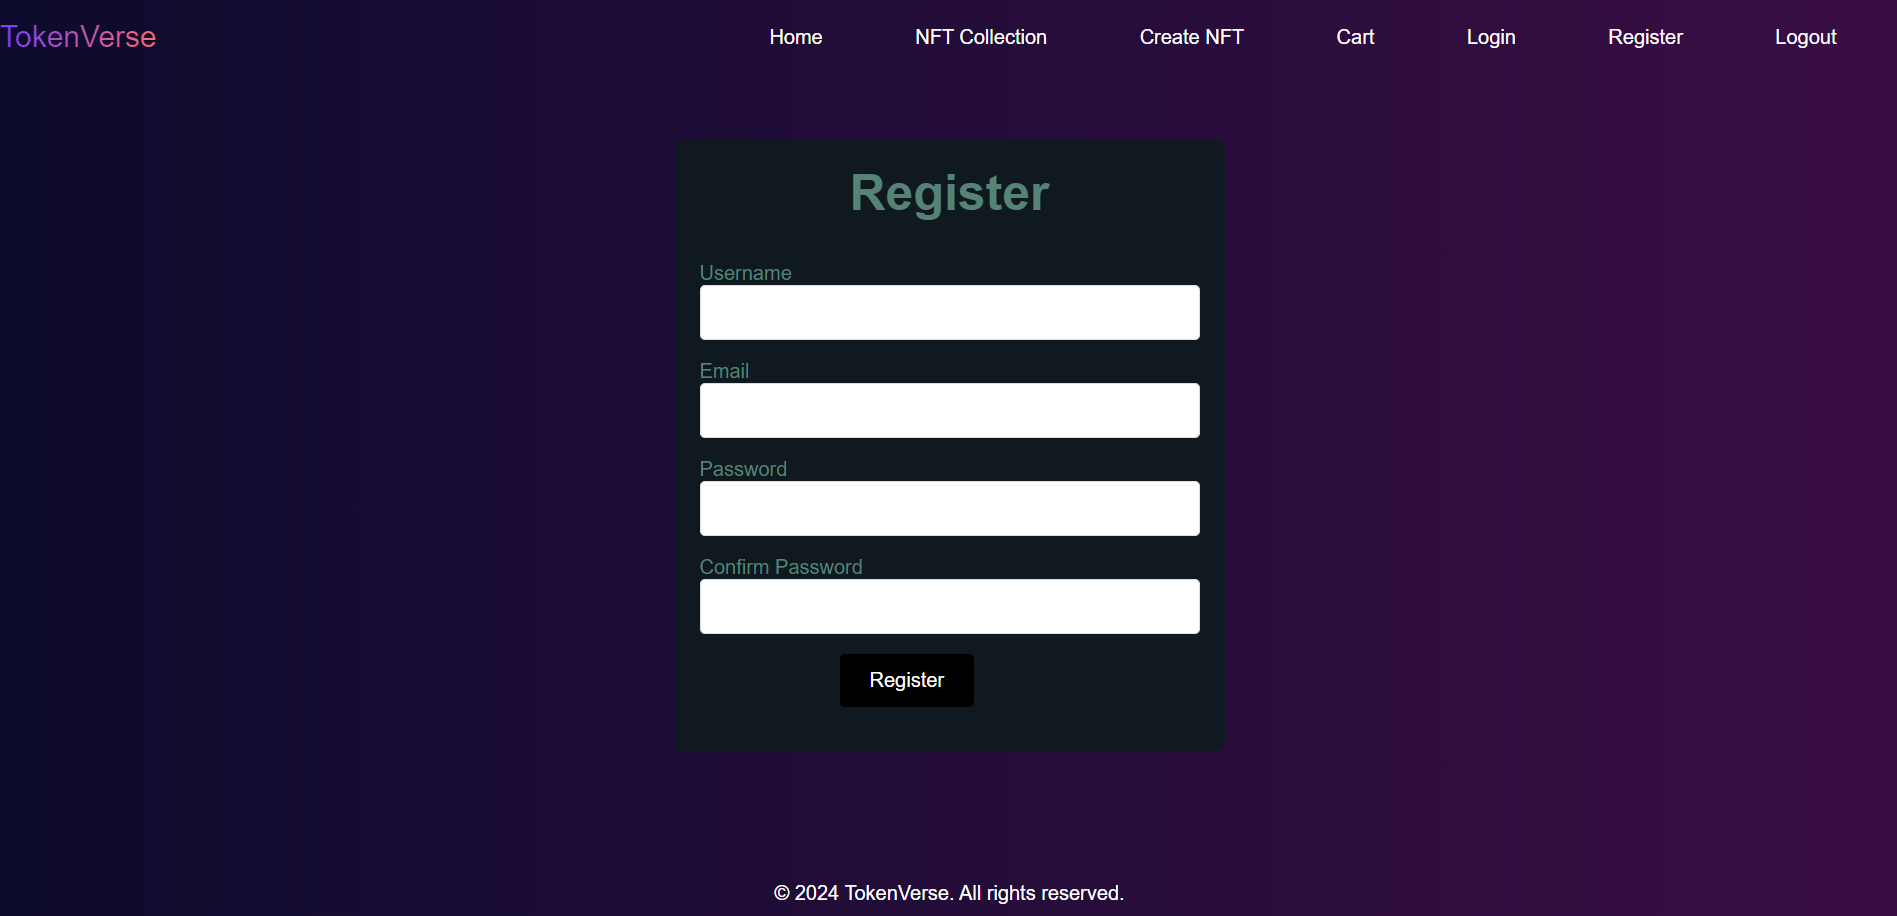 TokenVerse
Home NFT Collection Create NFT Cart Login Register Logout
Register
Username
Email
Password
Confirm Password
Register
© 2024 TokenVerse. All rights reserved.